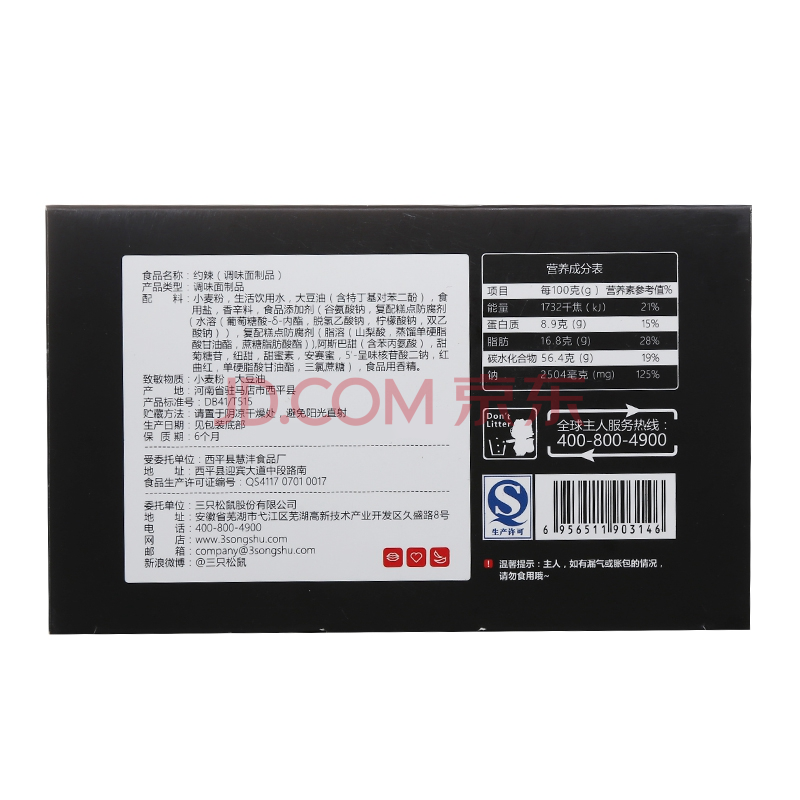 食品名称：约辣（调味面制品）
产品类型：调味面制品
配 料：小麦粉，生活饮用水，大豆油（含特丁基对苯二酚），食
用盐，香辛料，食品添加剂（谷氨酸钠，复配糕点防腐剂
（水溶（葡萄糖酸-δ-内酯，脱氢乙酸钠，柠檬酸钠，双乙
酸钠）），复配糕点防腐剂（脂溶（山梨酸，蒸馏单硬脂
酸甘油酯，蔗糖脂肪酸酯）),阿斯巴甜（含苯丙氨酸），甜
菊糖苷，纽甜，甜蜜素，安赛蜜，5'-呈味核苷酸二钠，红
曲红，单硬脂酸甘油酯，三氯蔗糖），食品用香精。
致敏物质：小麦粉，大豆油
产 地：河南省驻马店市西平县
产品标准号：DB41/T515
贮藏方法：请置于阴凉干燥处，避免阳光直射
生产日期：见包装底部
保 质 期：6个月
受委托单位：西平县慧沣食品厂
地 址：西平县迎宾大道中段路南
食品生产许可证编号：QS4117 0701 0017
委托单位：三只松鼠股份有限公司
地 址：安徽省芜湖市弋江区芜湖高新技术产业开发区久盛路8号
电 话：400-800-4900
网 店：www.3songshu.com
邮 箱：company@3songshu.com
新浪微博：@三只松鼠
营养成分表
项目 每100克(g) 营养素参考值%
能量 1732千焦（kJ） 21%
蛋白质 8.9克 (g) 15%
脂肪 16.8克 (g) 28%
碳水化合物 56.4克 (g) 19%
钠 2504毫克 (mg) 125%
Don't
Litter
全球主人服务热线：
400-800-4900
QS
生产许可
6 956511 903146
温馨提示：主人，如有漏气或胀包的情况，
请勿食用哦~
JD.COM 京东